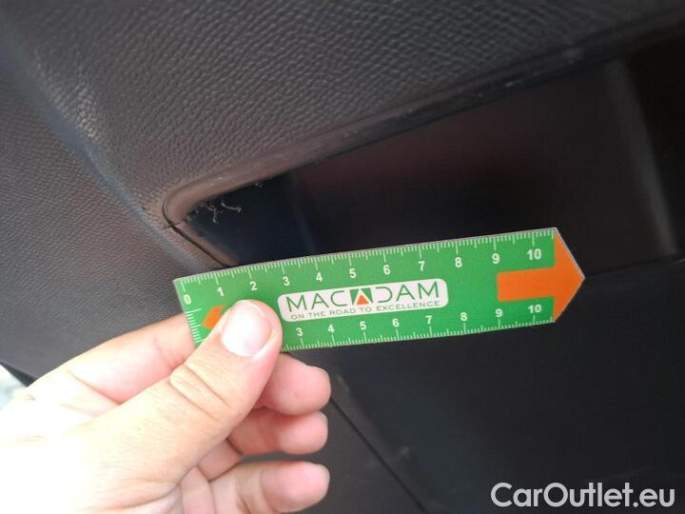 0 1 2 3 4 5 6 7 8 9 10
MACADAM
ON THE ROAD TO EXCELLENCE
3 4 5 6 7 8 9 10
CarOutlet.eu